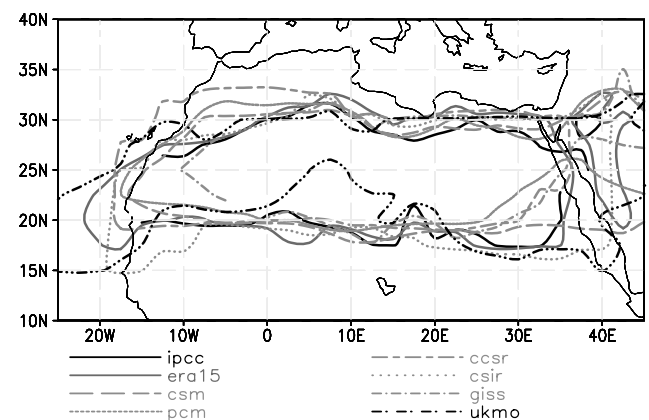 40N
35N
30N
25N
20N
15N
10N
20W 10W 0 10E 20E 30E 40E
ipcc ccsr
era15 csir
csm giss
pcm ukmo